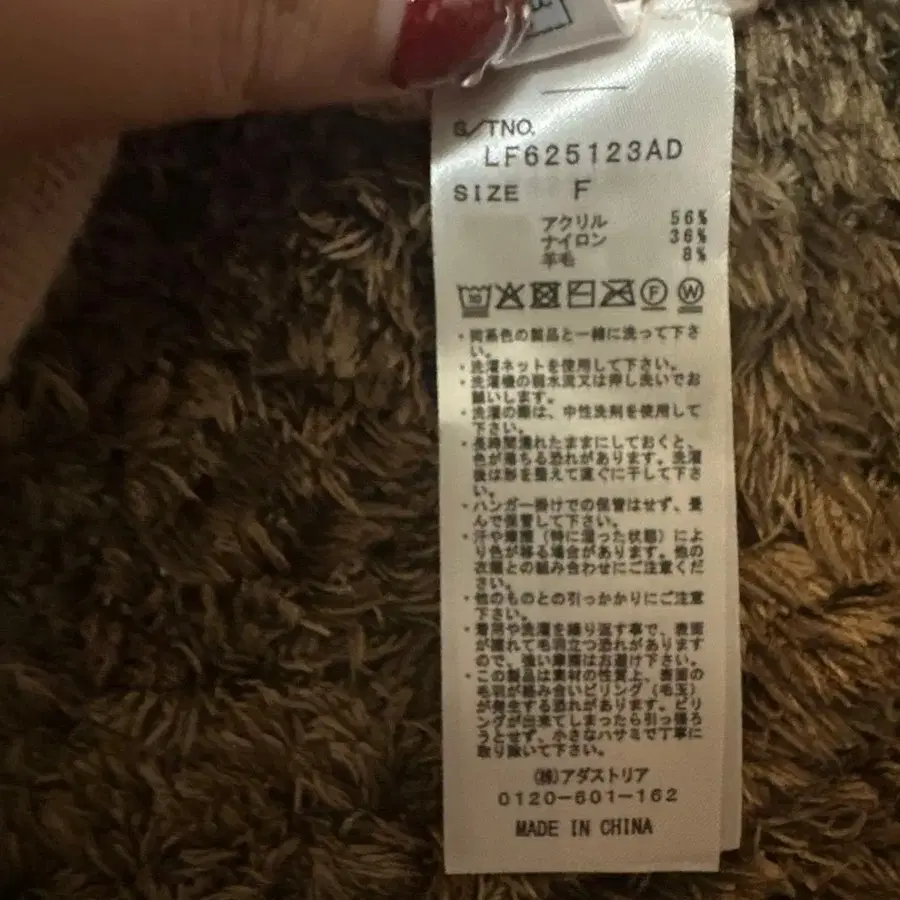 S/TNO.
LF625123AD
SIZE F
アクリル 56%
ナイロン 36%
羊毛 8%
F W
・同系色の製品と一緒に洗って下さ
い。
・洗濯ネットを使用して下さい。
・洗濯機の弱水流又は押し洗いでお
願いします。
・洗濯の際は、中性洗剤を使用して
下さい。
・長時間濡れたままにしておくと、
色が落ちる恐れがあります。洗濯
後は形を整えて直ぐに干して下さ
い。
・ハンガー掛けでの保管はせず、畳
んで保管して下さい。
・汗や摩擦（特に湿った状態）によ
り色が移る場合があります。他の
衣類との組み合わせにご注意くだ
さい。
・他のものとの引っかかりにご注意
下さい。
・着用や洗濯を繰り返す事で、表面
が擦れて毛羽立つ恐れがあります
ので、強い摩擦はお避け下さい。
・この製品は素材の性質上、表面の
毛羽が絡み合いピリング（毛玉）
が発生する恐れがあります。ピリ
ングが出来てしまったら引っ張ろ
うとせず、小さなハサミで丁寧に
取り除いて下さい。
(株)アダストリア
0120-601-162
MADE IN CHINA